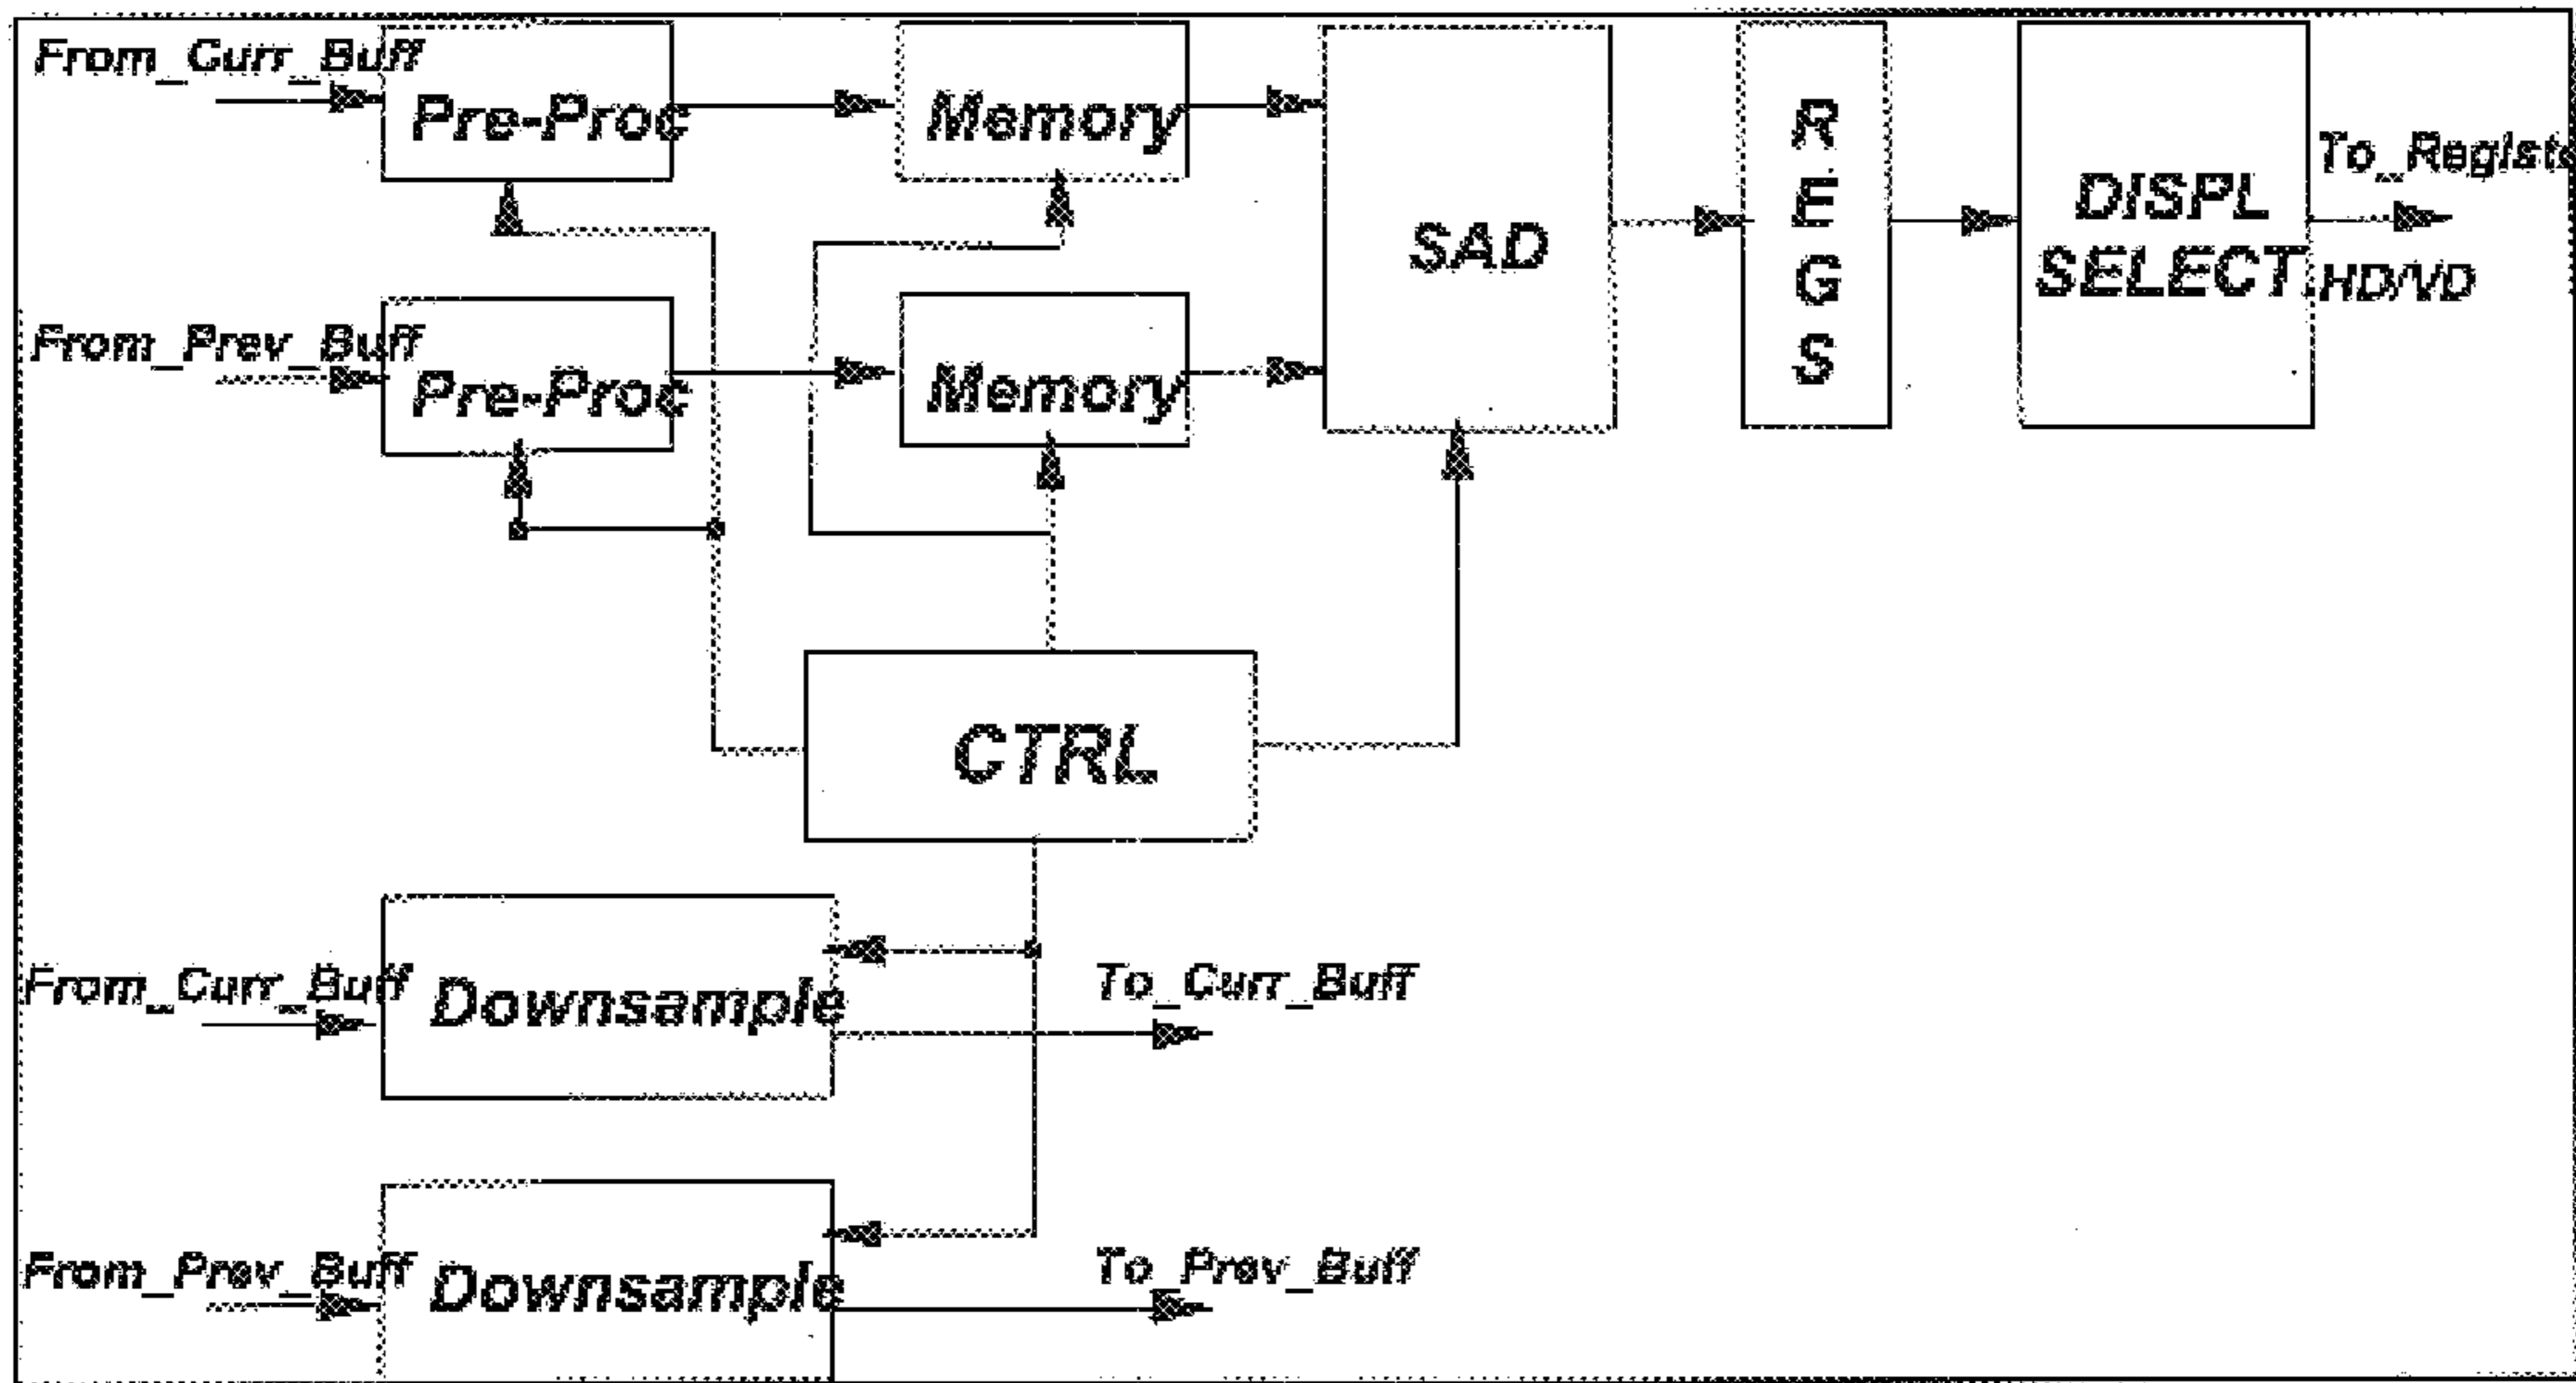 From_Curr_Buff
Pre-Proc
Memory
SAD
REGS
DISPL
SELECT
HD/VD
From_Prev_Buff
Pre-Proc
Memory
CTRL
From_Curr_Buff
Downsample
To_Curr_Buff
From_Prev_Buff
Downsample
To_Prev_Buff